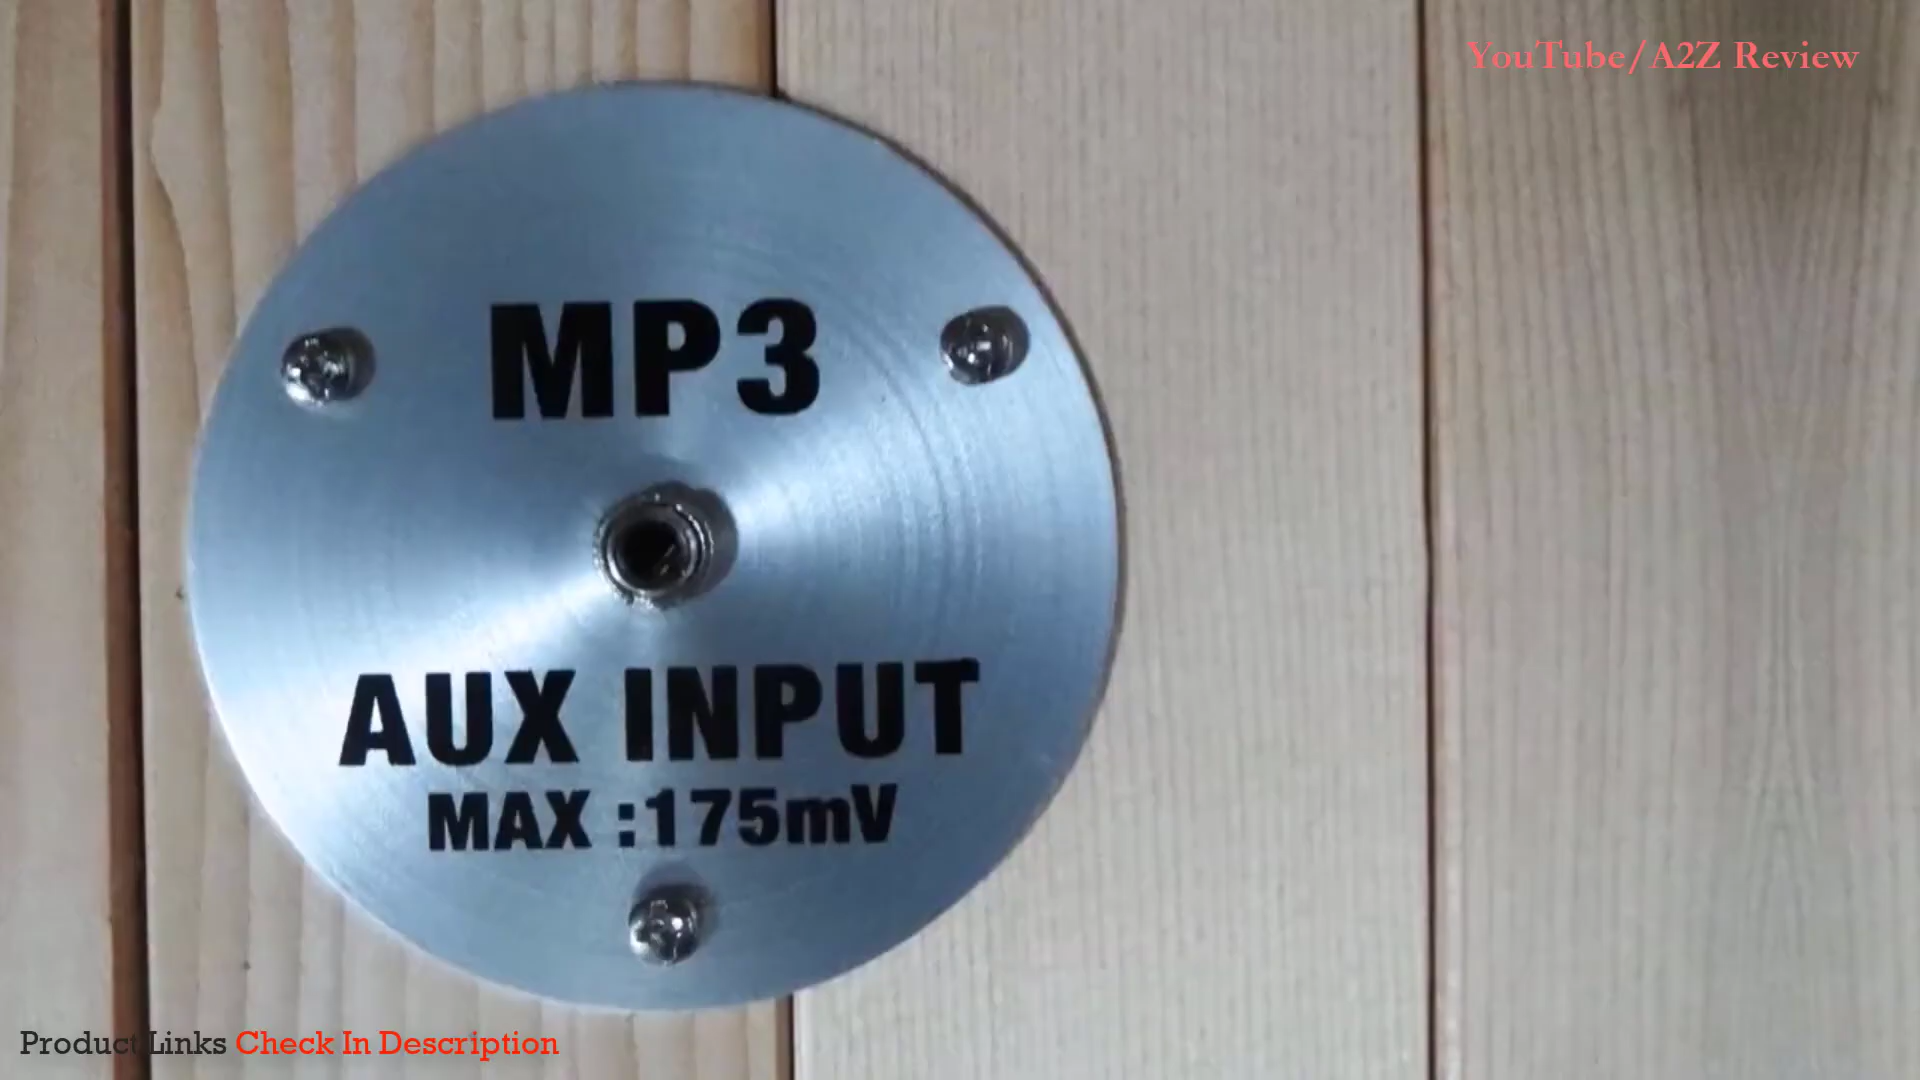 YouTube/A2Z Review
MP3
AUX INPUT
MAX :175mV
Product Links Check In Description